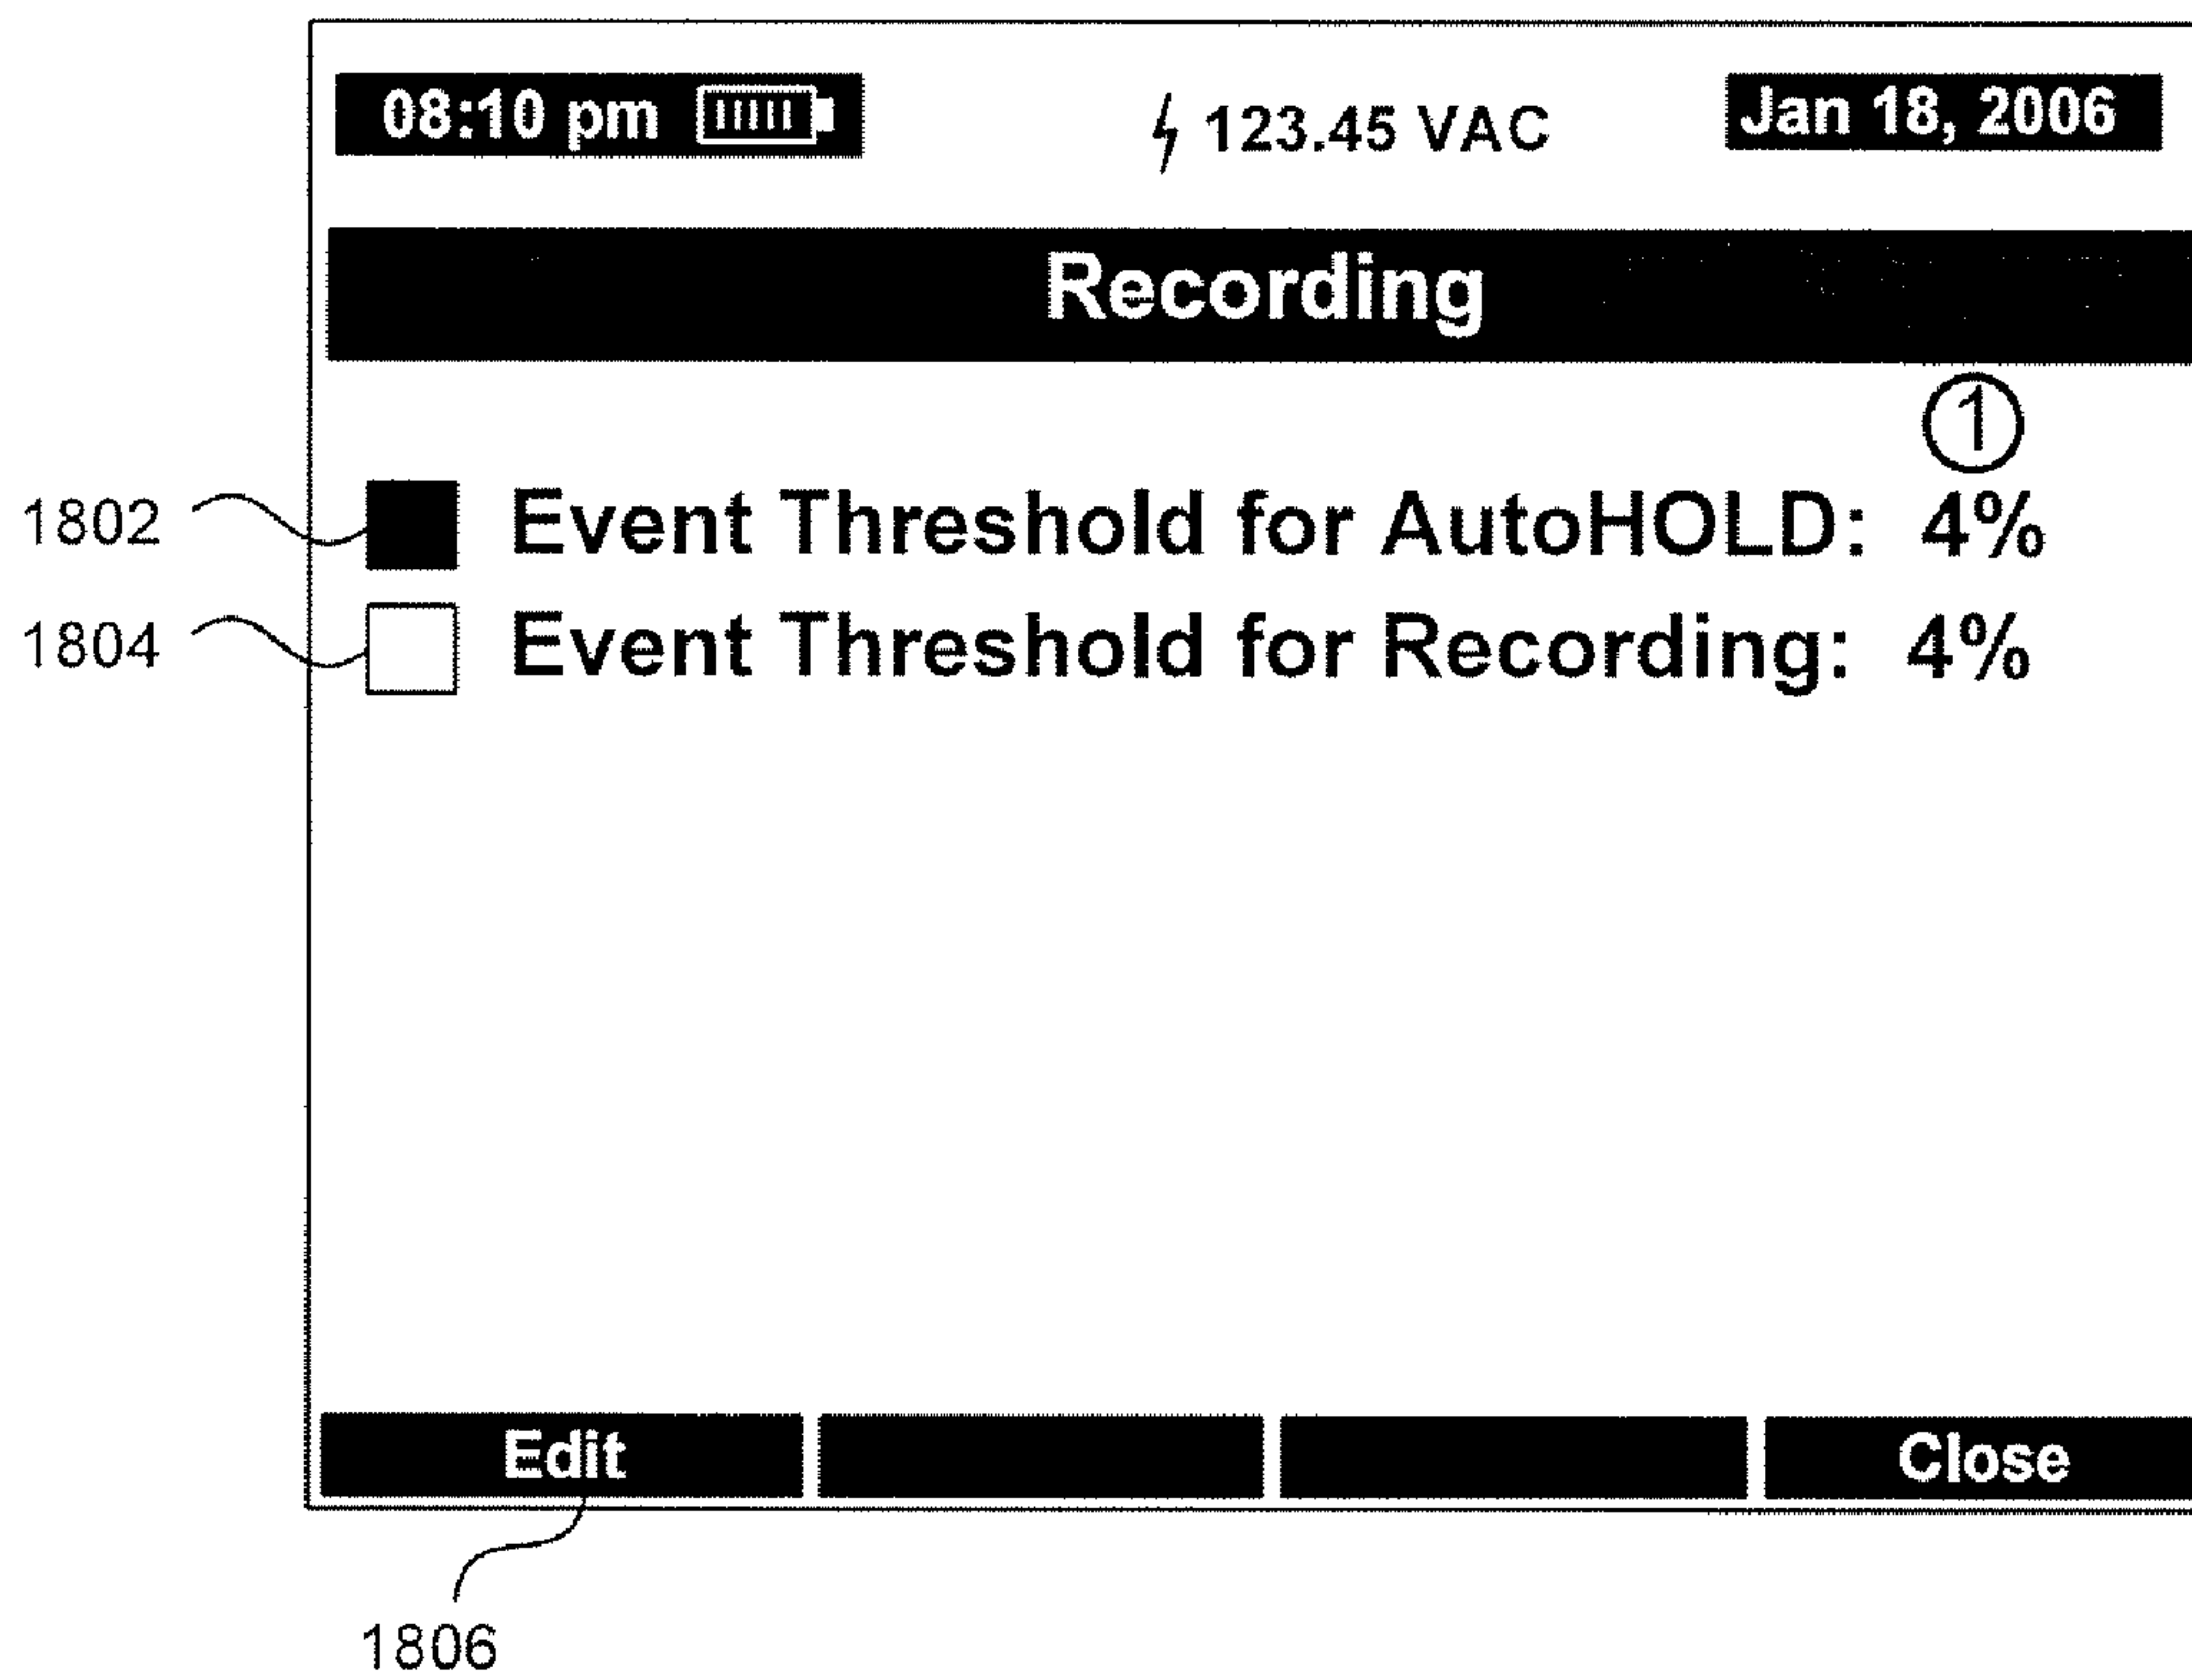 08:10 pm 123.45 VAC Jan 18, 2006
Recording
1
1802 Event Threshold for AutoHOLD: 4%
1804 Event Threshold for Recording: 4%
Edit Close
1806